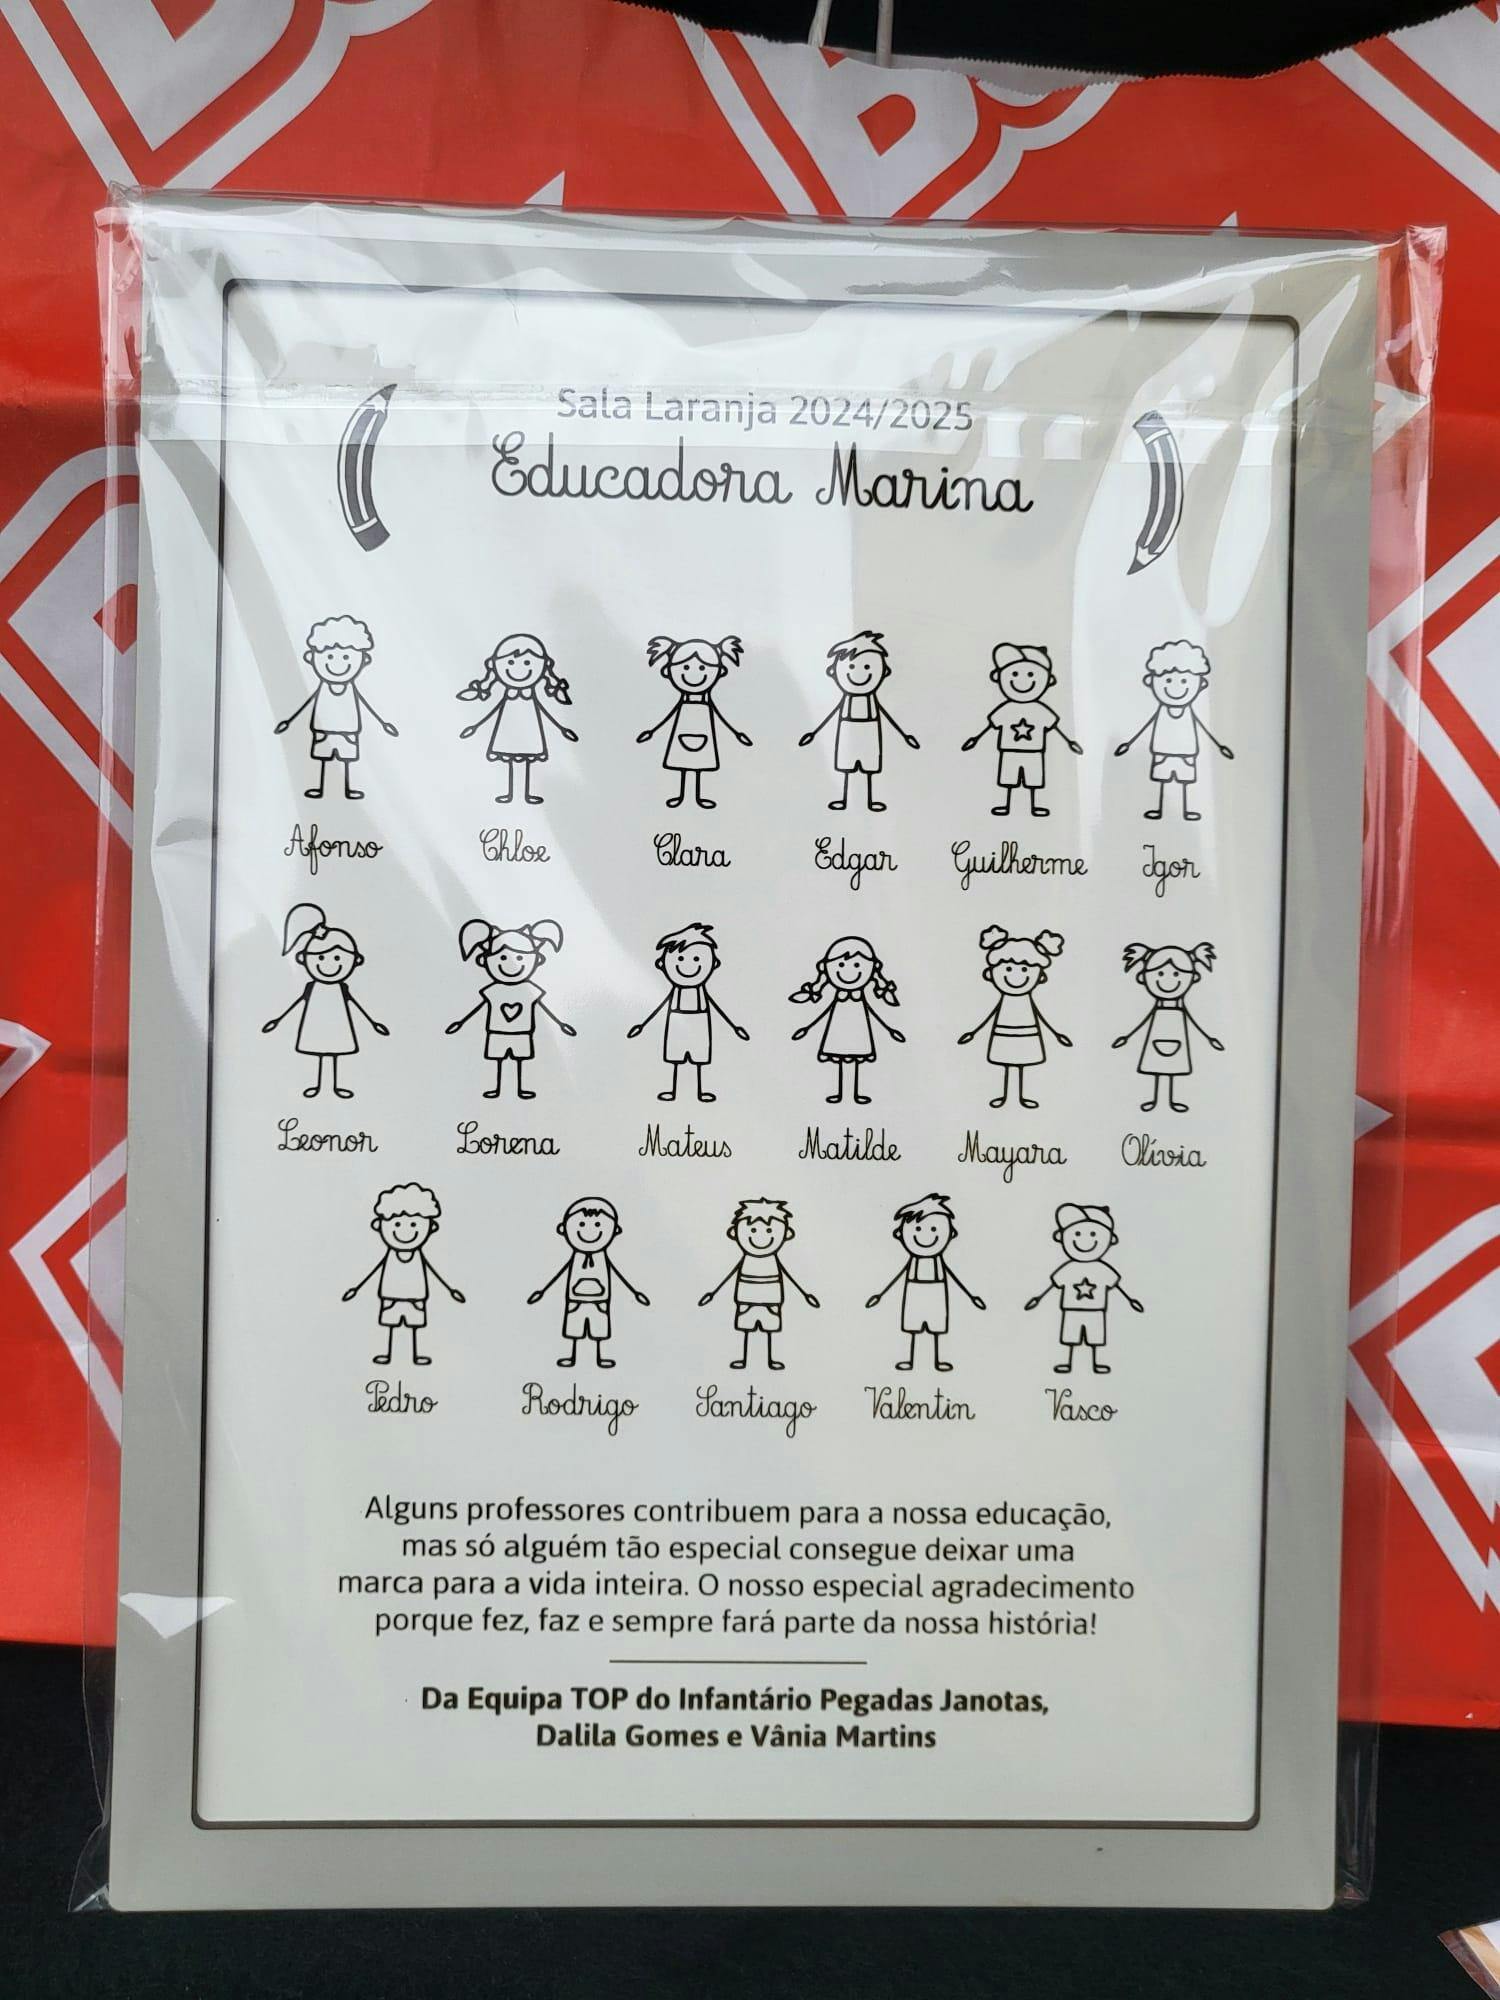 Sala Laranja 2024/2025
Educadora Marina
Afonso Chloe Clara Edgar Guilherme Igor
Leonor Lorena Mateus Matilde Mayara Olívia
Pedro Rodrigo Santiago Valentin Vasco
Alguns professores contribuem para a nossa educação,
mas só alguém tão especial consegue deixar uma
marca para a vida inteira. O nosso especial agradecimento
porque fez, faz e sempre fará parte da nossa história!
Da Equipa TOP do Infantário Pegadas Janotas,
Dalila Gomes e Vânia Martins